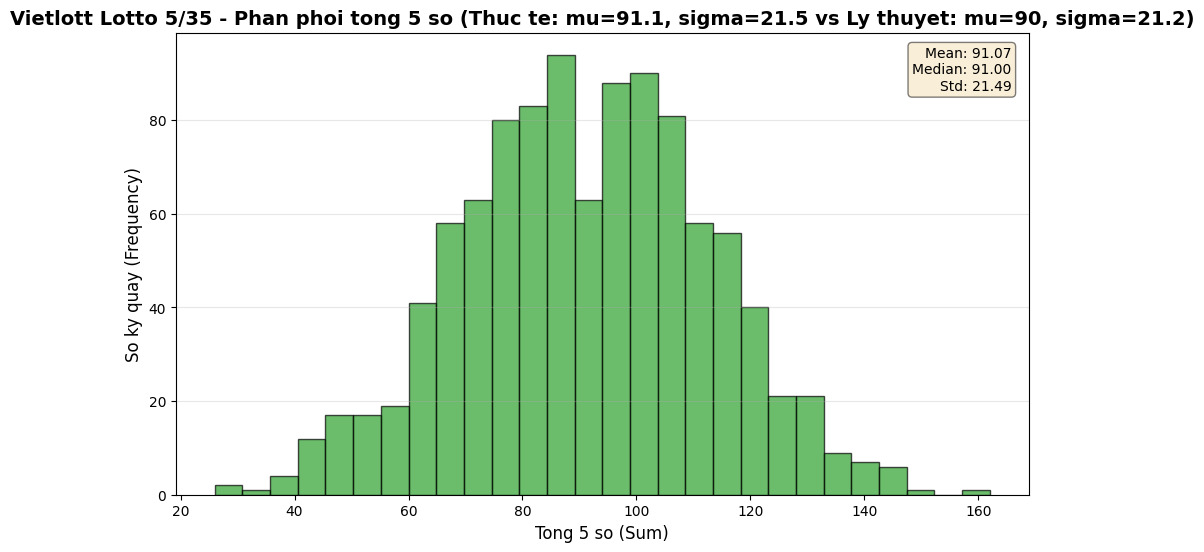 Vietlott Lotto 5/35 - Phan phoi tong 5 so (Thuc te: mu=91.1, sigma=21.5 vs Ly thuyet: mu=90, sigma=21.2)
Mean: 91.07
Median: 91.00
Std: 21.49
So ky quay (Frequency)
80
60
40
20
0
20 40 60 80 100 120 140 160
Tong 5 so (Sum)